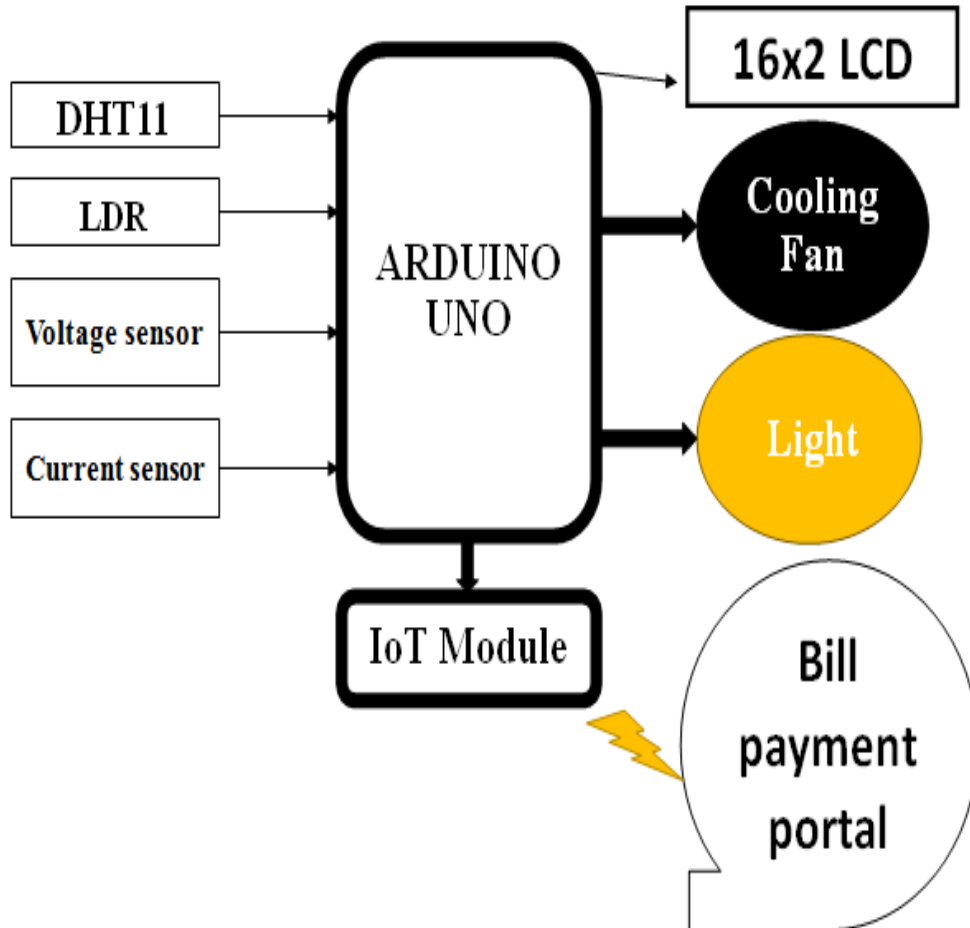 16x2 LCD
DHT11
LDR
Voltage sensor
Current sensor
ARDUINO
UNO
Cooling
Fan
Light
IoT Module
Bill
payment
portal